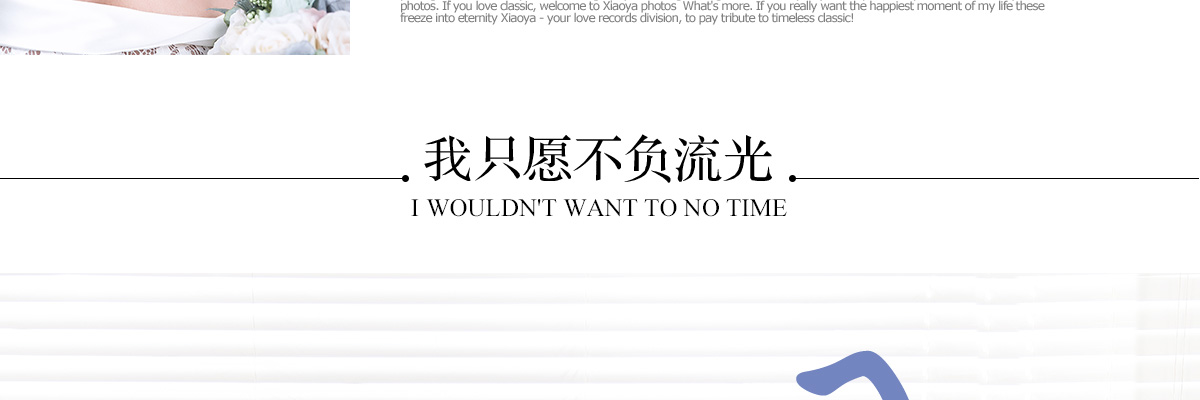 photos. If you love classic, welcome to Xiaoya photos What's more. If you really want the happiest moment of my life these
freeze into eternity Xiaoya - your love records division, to pay tribute to timeless classic!
我只愿不负流光
I WOULDN'T WANT TO NO TIME